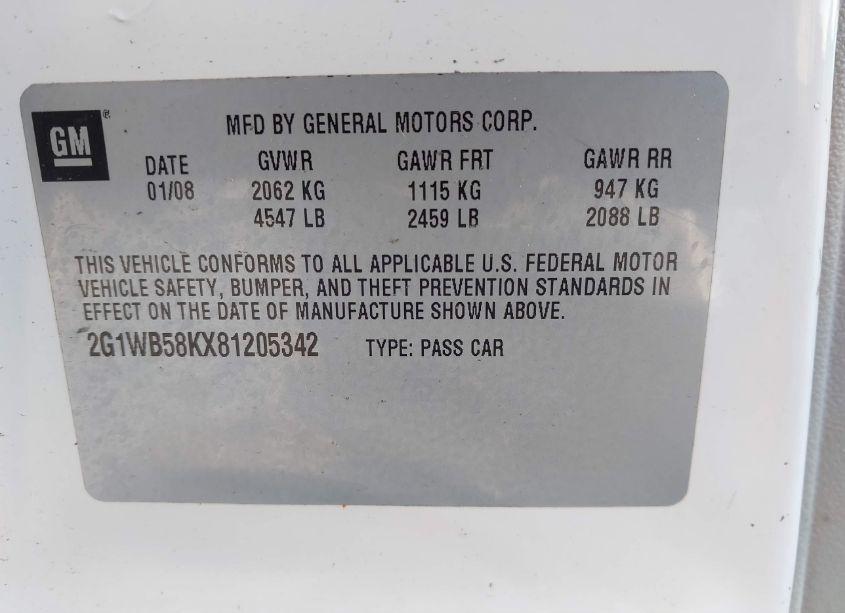 GM ®
MFD BY GENERAL MOTORS CORP.
DATE GVWR GAWR FRT GAWR RR
01/08 2062 KG 1115 KG 947 KG
4547 LB 2459 LB 2088 LB
THIS VEHICLE CONFORMS TO ALL APPLICABLE U.S. FEDERAL MOTOR
VEHICLE SAFETY, BUMPER, AND THEFT PREVENTION STANDARDS IN
EFFECT ON THE DATE OF MANUFACTURE SHOWN ABOVE.
2G1WB58KX81205342 TYPE: PASS CAR